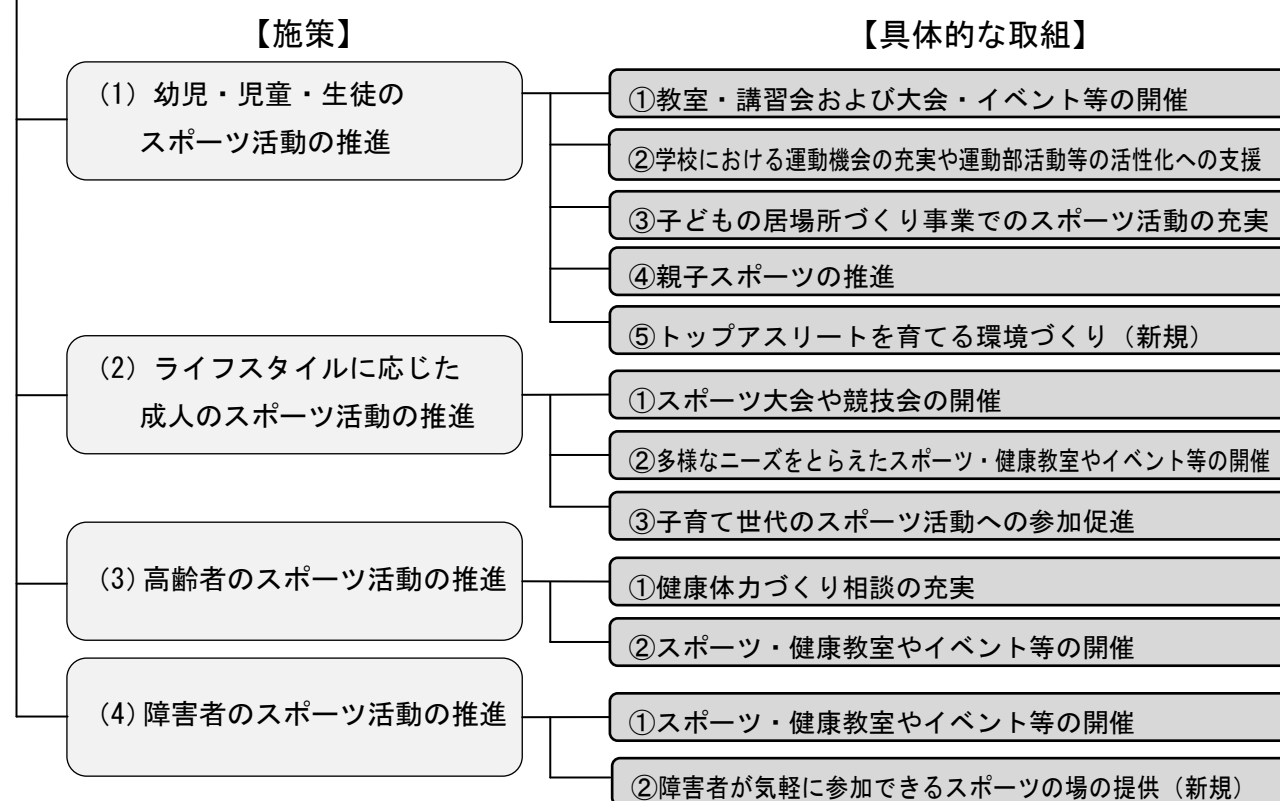 【施策】
【具体的な取組】
(1) 幼児・児童・生徒の
スポーツ活動の推進
①教室・講習会および大会・イベント等の開催
②学校における運動機会の充実や運動部活動等の活性化への支援
③子どもの居場所づくり事業でのスポーツ活動の充実
④親子スポーツの推進
⑤トップアスリートを育てる環境づくり（新規）
(2) ライフスタイルに応じた
成人のスポーツ活動の推進
①スポーツ大会や競技会の開催
②多様なニーズをとらえたスポーツ・健康教室やイベント等の開催
③子育て世代のスポーツ活動への参加促進
(3) 高齢者のスポーツ活動の推進
①健康体力づくり相談の充実
②スポーツ・健康教室やイベント等の開催
(4) 障害者のスポーツ活動の推進
①スポーツ・健康教室やイベント等の開催
②障害者が気軽に参加できるスポーツの場の提供（新規）